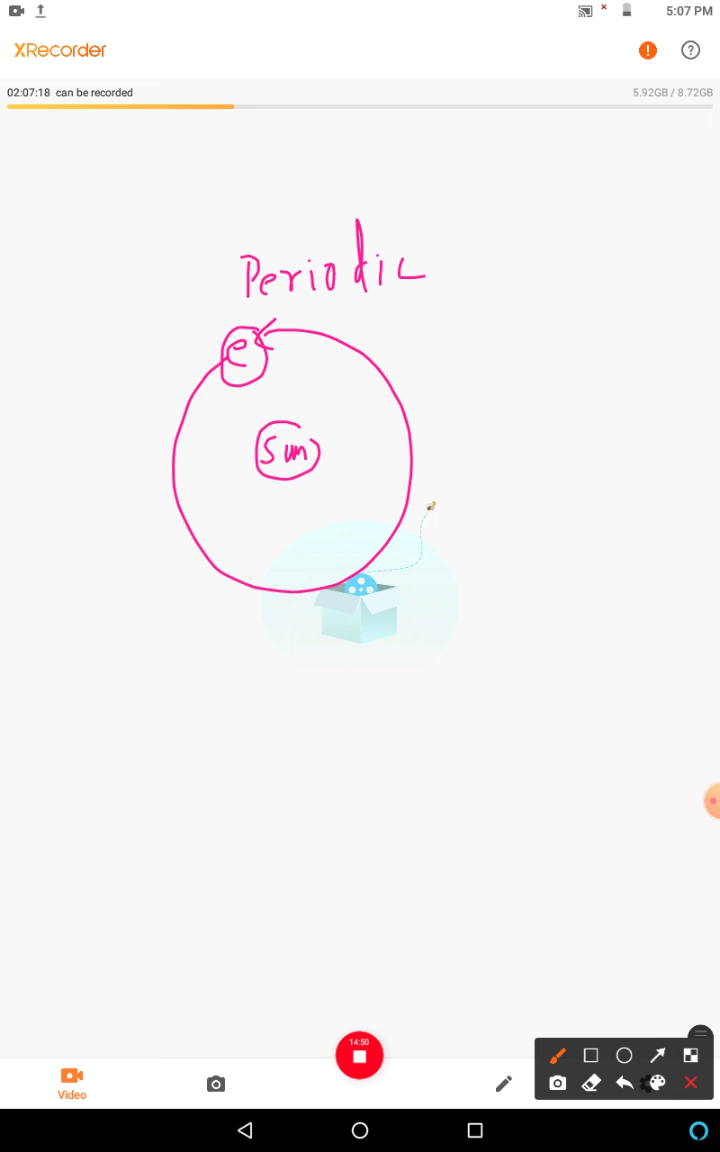 5:07 PM
XRecorder
02:07:18 can be recorded 5.92GB / 8.72GB
Periodic
e
Sun
14:50
Video